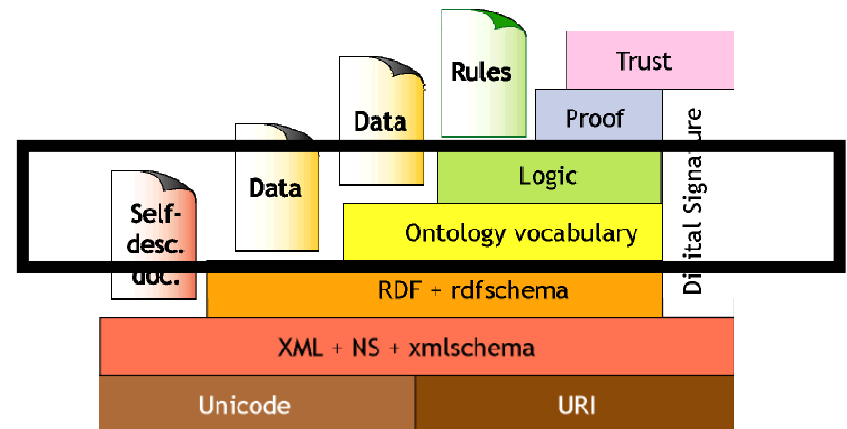 Rules
Trust
Data
Proof
Data
Logic
Self-
desc.
doc.
Ontology vocabulary
Digital Signature
RDF + rdfschema
XML + NS + xmlschema
Unicode
URI